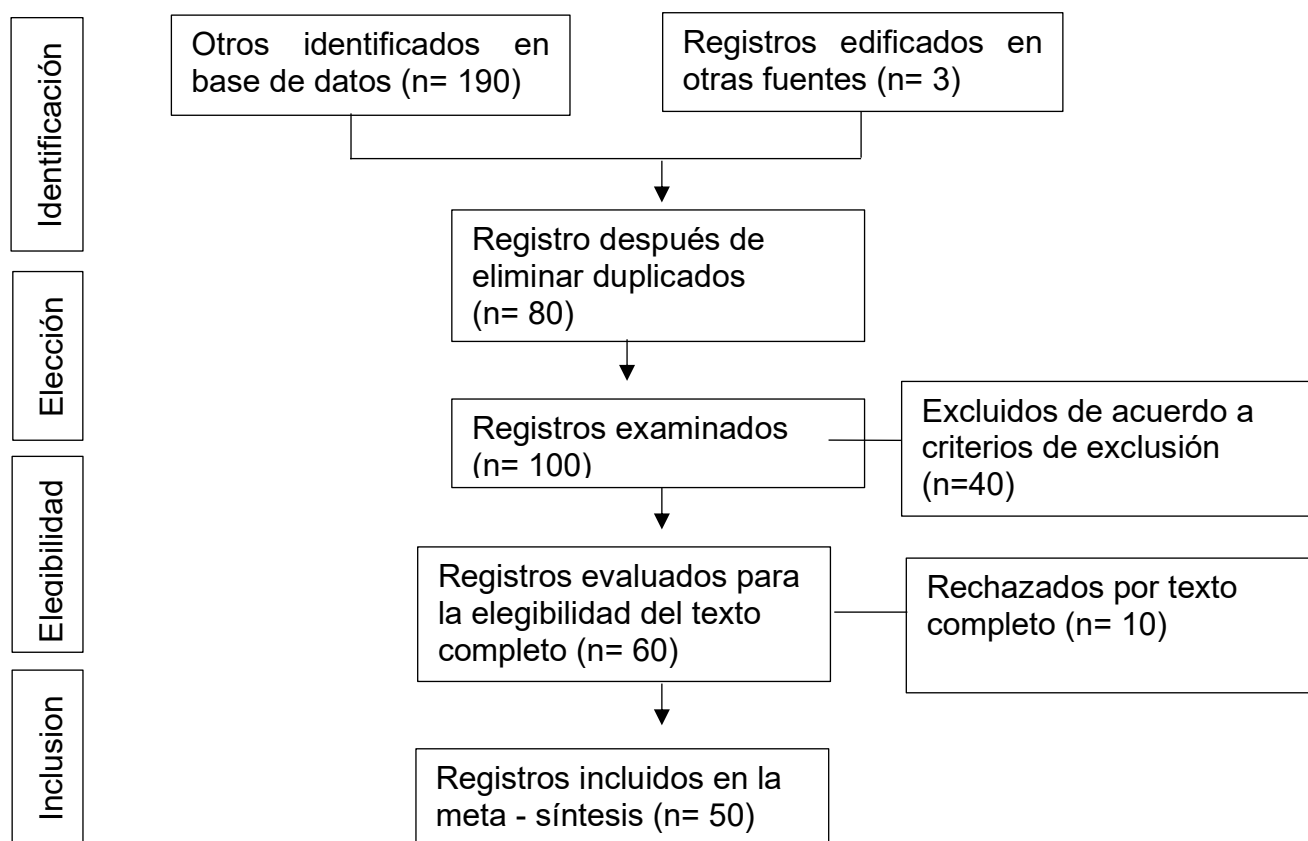 Identificación
Otros identificados en
base de datos (n= 190)
Registros edificados en
otras fuentes (n= 3)
Registro después de
eliminar duplicados
(n= 80)
Elección
Registros examinados
(n= 100)
Excluidos de acuerdo a
criterios de exclusión
(n=40)
Elegibilidad
Registros evaluados para
la elegibilidad del texto
completo (n= 60)
Rechazados por texto
completo (n= 10)
Inclusion
Registros incluidos en la
meta - síntesis (n= 50)